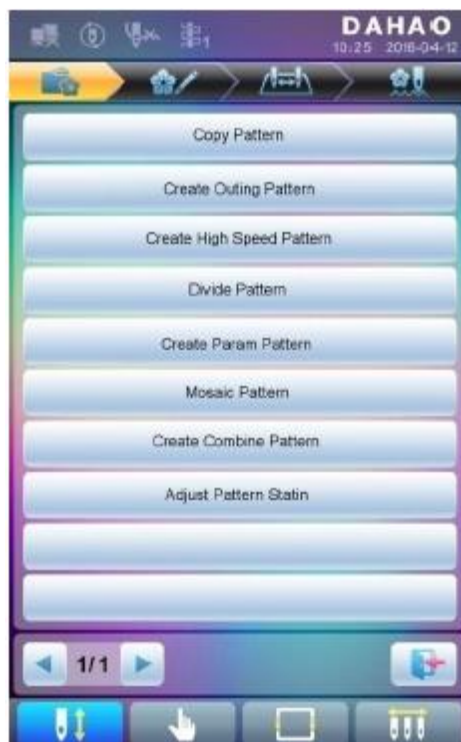 DAHAO
1
10:25 2016-04-12
Copy Pattern
Create Outing Pattern
Create High Speed Pattern
Divide Pattern
Create Param Pattern
Mosaic Pattern
Create Combine Pattern
Adjust Pattern Statin
1/1